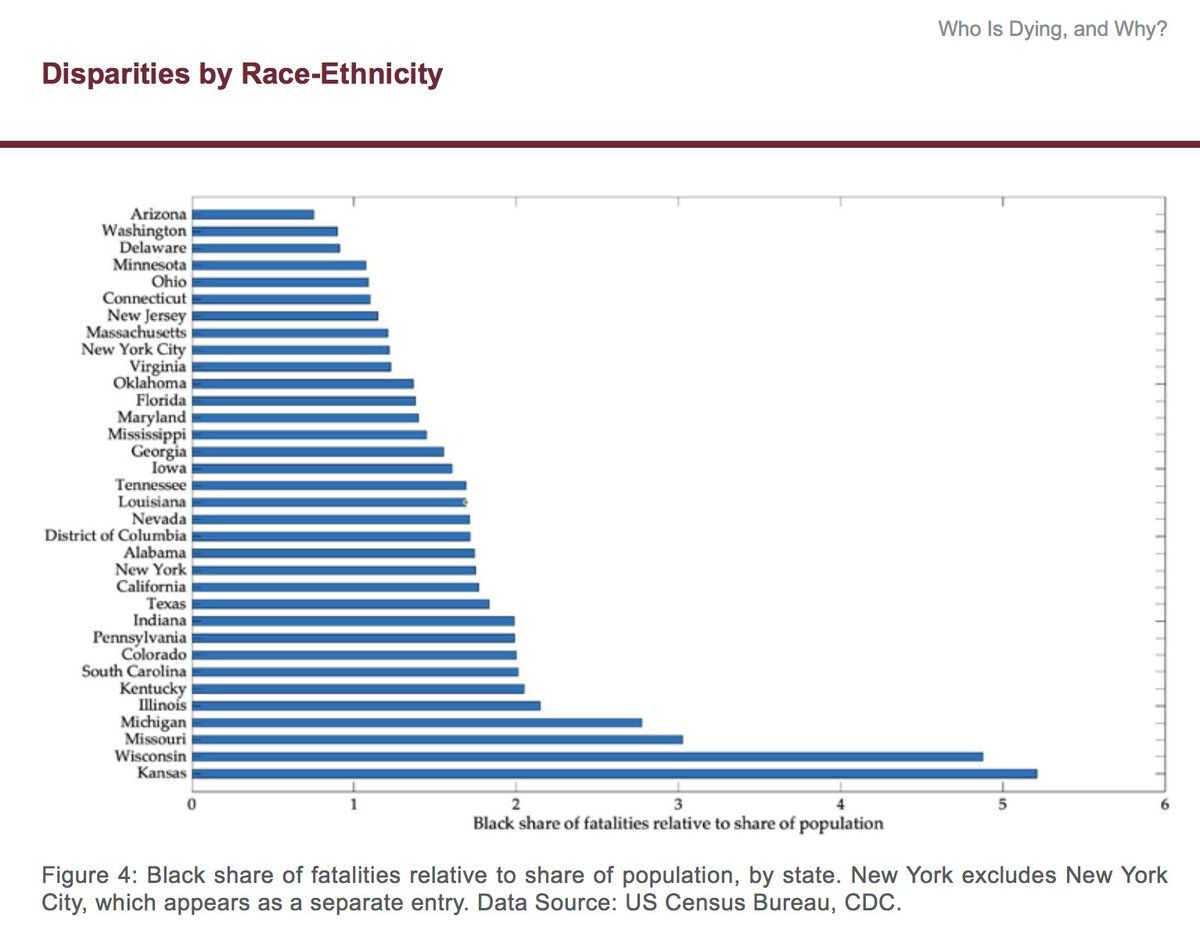 Who Is Dying, and Why?
Disparities by Race-Ethnicity
Arizona
Washington
Delaware
Minnesota
Ohio
Connecticut
New Jersey
Massachusetts
New York City
Virginia
Oklahoma
Florida
Maryland
Mississippi
Georgia
Iowa
Tennessee
Louisiana
Nevada
District of Columbia
Alabama
New York
California
Texas
Indiana
Pennsylvania
Colorado
South Carolina
Kentucky
Illinois
Michigan
Missouri
Wisconsin
Kansas
0 1 2 3 4 5 6
Black share of fatalities relative to share of population
Figure 4: Black share of fatalities relative to share of population, by state. New York excludes New York
City, which appears as a separate entry. Data Source: US Census Bureau, CDC.